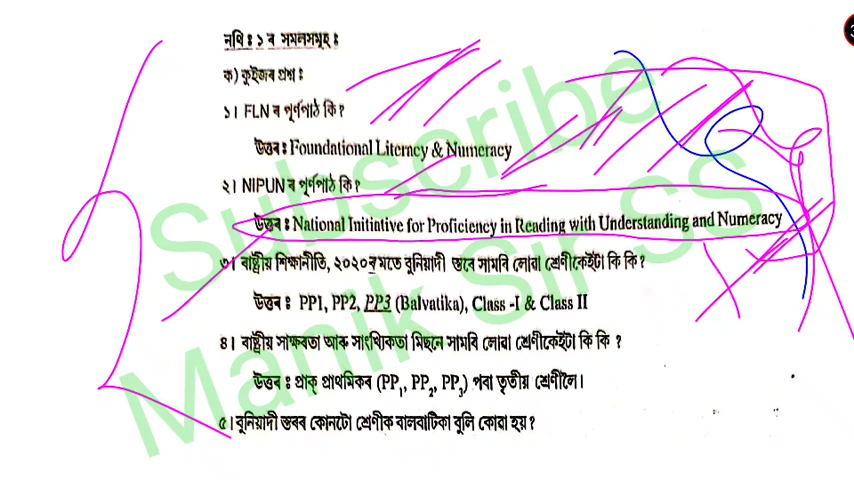 নথি ঃ ১ ৰ সমলসমূহ ঃ
ক) কুইজৰ প্ৰশ্ন ঃ
১। FLN ৰ পূৰ্ণপাঠ কি?
উত্তৰ ঃ Foundational Literacy & Numeracy
২। NIPUN ৰ পূৰ্ণপাঠ কি?
উত্তৰ ঃ National Initiative for Proficiency in Reading with Understanding and Numeracy
৩। ৰাষ্ট্ৰীয় শিক্ষানীতি, ২০২০ৰ মতে বুনিয়াদী স্তৰে সামৰি লোৱা শ্ৰেণীকেইটা কি কি?
উত্তৰ ঃ PP1, PP2, PP3 (Balvatika), Class -I & Class II
৪। ৰাষ্ট্ৰীয় সাক্ষৰতা আৰু সাংখ্যিকতা মিছনে সামৰি লোৱা শ্ৰেণীকেইটা কি কি ?
উত্তৰ ঃ প্ৰাক্ প্ৰাথমিকৰ (PP1, PP2, PP3) পৰা তৃতীয় শ্ৰেণীলৈ।
৫। বুনিয়াদী স্তৰৰ কোনটো শ্ৰেণীক বালবাটিকা বুলি কোৱা হয়?
Subscribe
Manik Sir SS